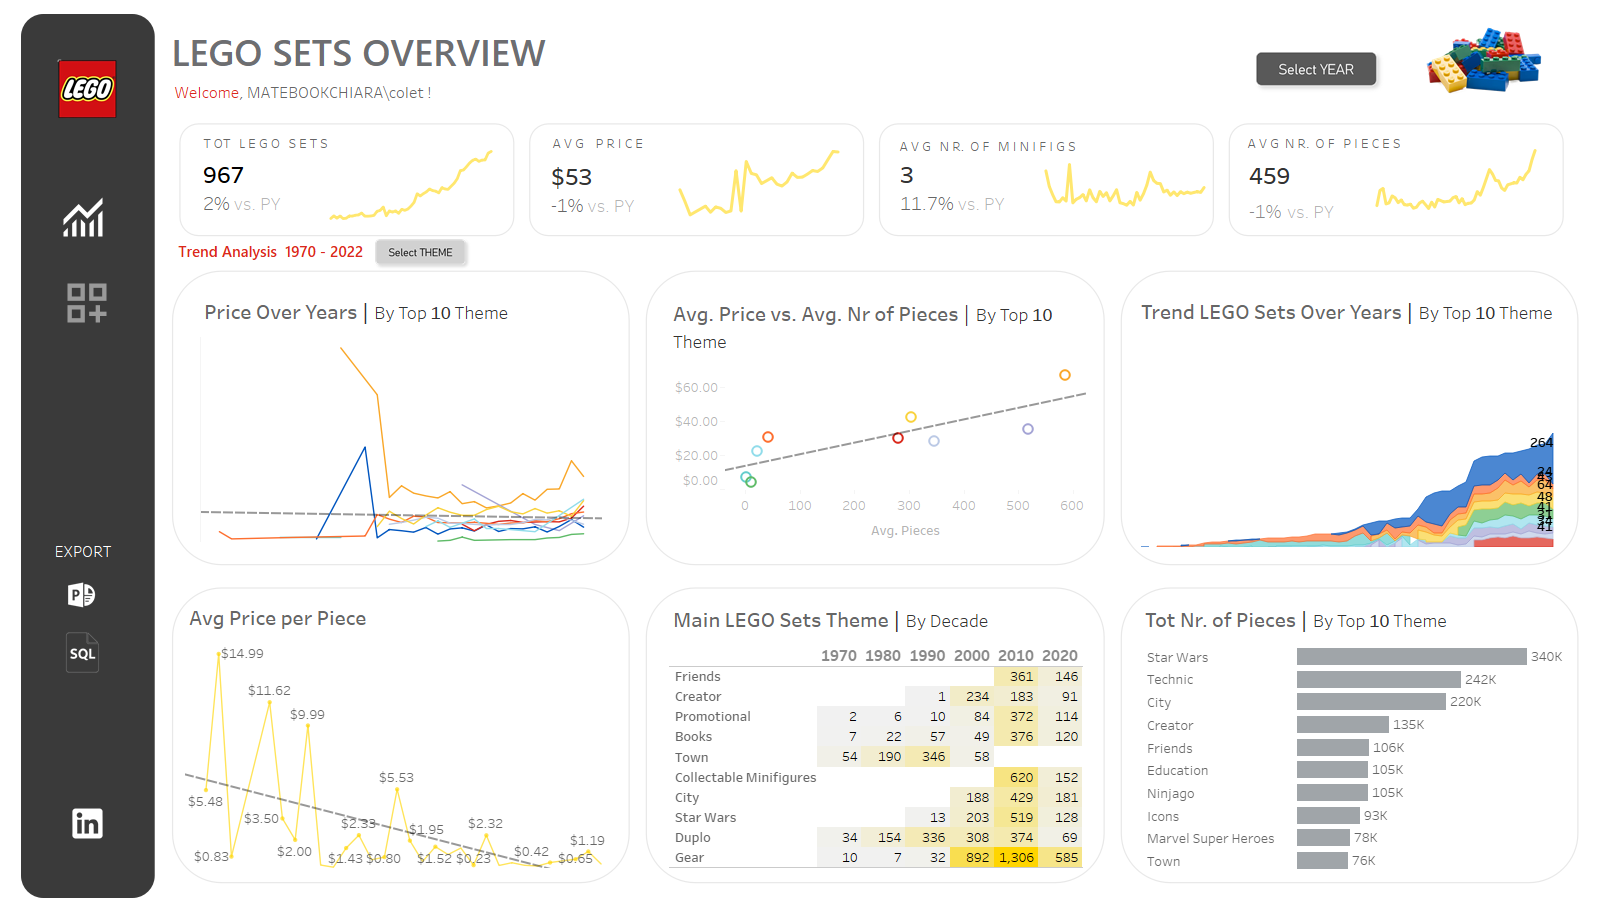 LEGO SETS OVERVIEW
Welcome, MATEBOOKCHIARA\colet !
Select YEAR
LEGO
TOT LEGO SETS
967
2% vs. PY
AVG PRICE
$53
-1% vs. PY
AVG NR. OF MINIFIGS
3
11.7% vs. PY
AVG NR. OF PIECES
459
-1% vs. PY
Trend Analysis 1970 - 2022
Select THEME
Price Over Years | By Top 10 Theme
Avg. Price vs. Avg. Nr of Pieces | By Top 10
Theme
$60.00
$40.00
$20.00
$0.00
0 100 200 300 400 500 600
Avg. Pieces
Trend LEGO Sets Over Years | By Top 10 Theme
264
24
64
48
41
34
41
EXPORT
P
SQL
in
Avg Price per Piece
$14.99
$11.62
$9.99
$5.53
$5.48
$3.50
$2.33
$1.95
$2.32
$1.19
$0.83
$2.00
$1.43
$0.80
$1.52
$0.23
$0.42
$0.65
Main LEGO Sets Theme | By Decade
1970 1980 1990 2000 2010 2020
Friends 361 146
Creator 1 234 183 91
Promotional 2 6 10 84 372 114
Books 7 22 57 49 376 120
Town 54 190 346 58
Collectable Minifigures 620 152
City 188 429 181
Star Wars 13 203 519 128
Duplo 34 154 336 308 374 69
Gear 10 7 32 892 1,306 585
Tot Nr. of Pieces | By Top 10 Theme
Star Wars 340K
Technic 242K
City 220K
Creator 135K
Friends 106K
Education 105K
Ninjago 105K
Icons 93K
Marvel Super Heroes 78K
Town 76K